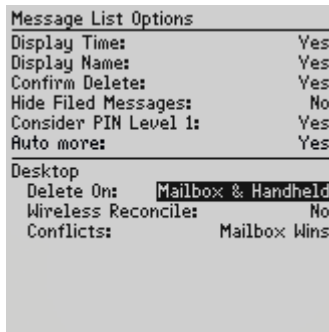 Message List Options
Display Time: Yes
Display Name: Yes
Confirm Delete: Yes
Hide Filed Messages: No
Consider PIN Level 1: Yes
Auto more: Yes
Desktop
Delete On: Mailbox & Handheld
Wireless Reconcile: No
Conflicts: Mailbox Wins